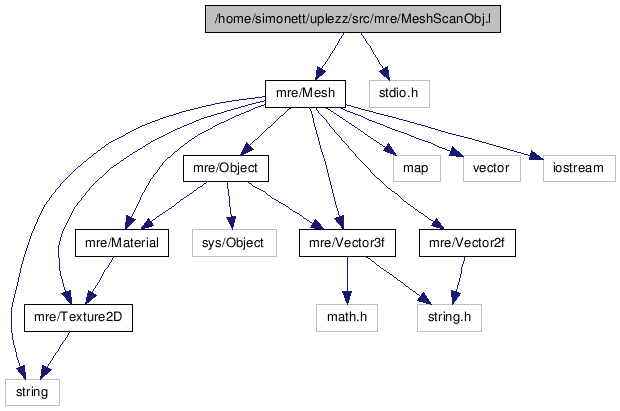 /home/simonett/uplezz/src/mre/MeshScanObj.l
mre/Mesh
stdio.h
mre/Object
map
vector
iostream
mre/Material
sys/Object
mre/Vector3f
mre/Vector2f
mre/Texture2D
math.h
string.h
string